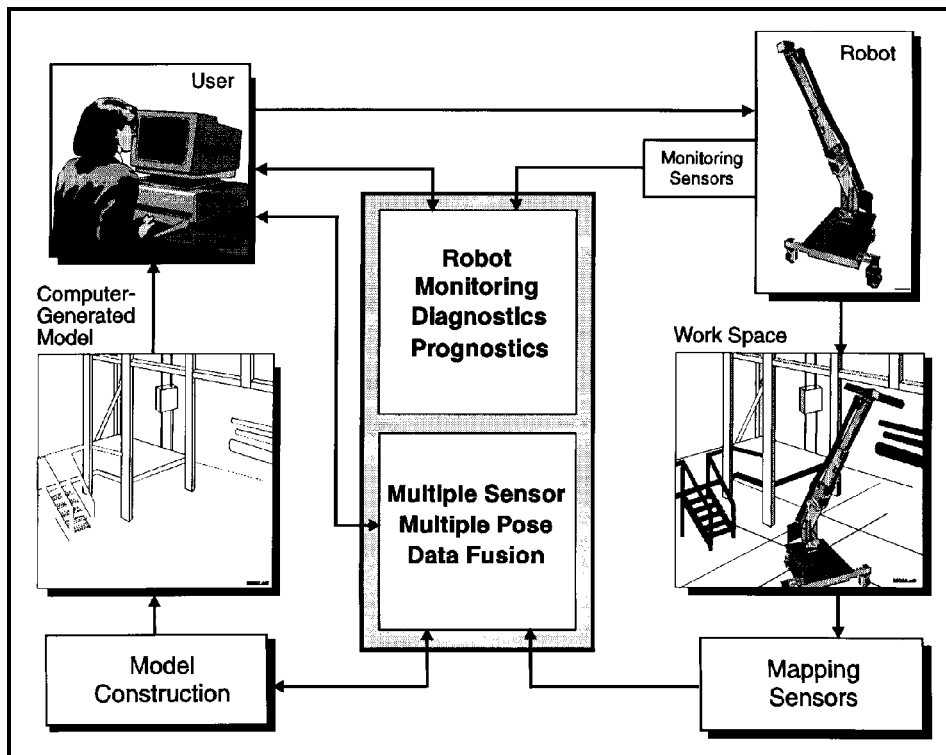 User
Robot
Monitoring
Sensors
Robot
Monitoring
Diagnostics
Prognostics
Computer-
Generated
Model
Work Space
Multiple Sensor
Multiple Pose
Data Fusion
Model
Construction
Mapping
Sensors